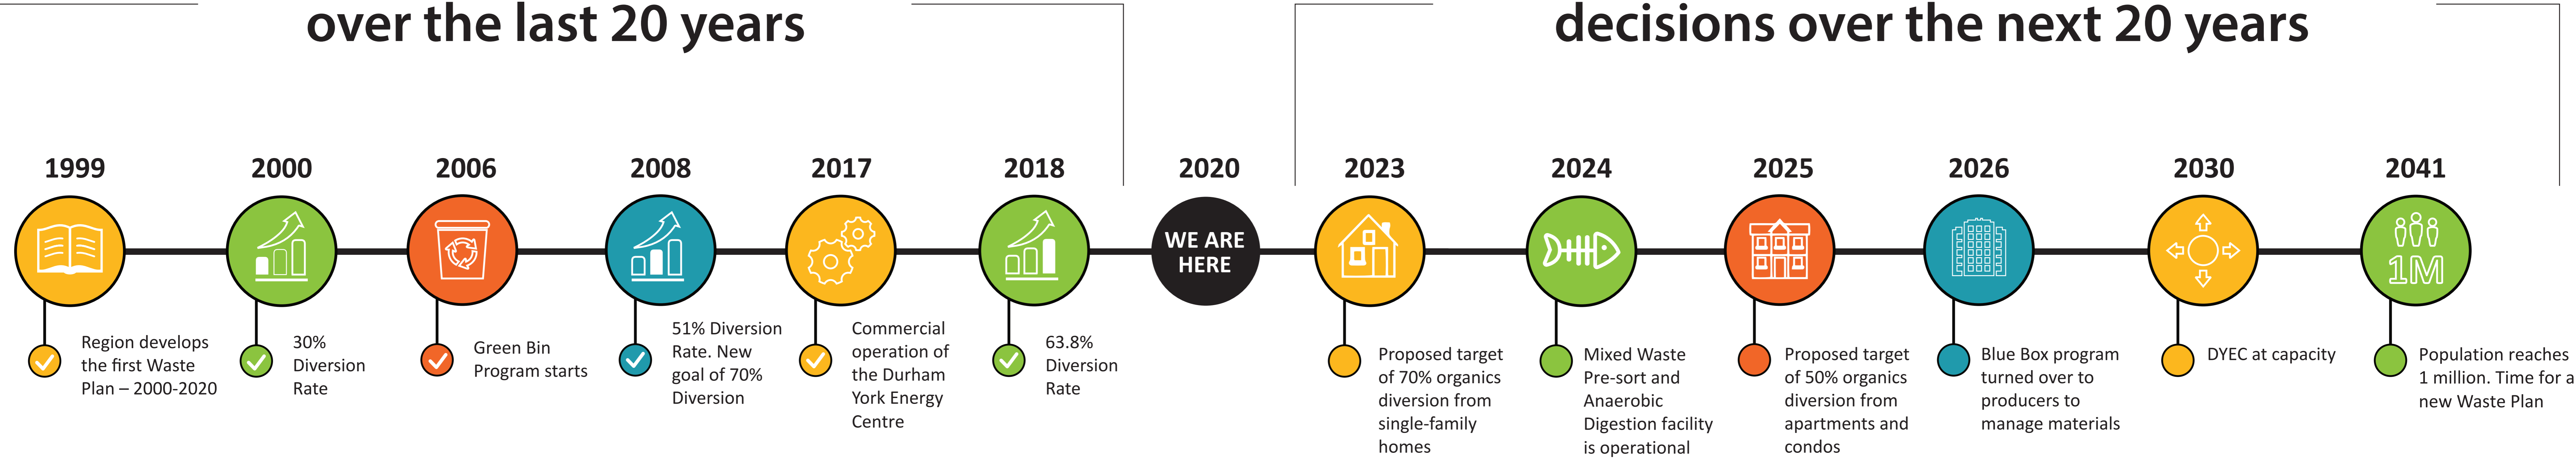 over the last 20 years
decisions over the next 20 years
1999
Region develops
the first Waste
Plan – 2000-2020
2000
30%
Diversion
Rate
2006
Green Bin
Program starts
2008
51% Diversion
Rate. New
goal of 70%
Diversion
2017
Commercial
operation of
the Durham
York Energy
Centre
2018
63.8%
Diversion
Rate
2020
WE ARE
HERE
2023
Proposed target
of 70% organics
diversion from
single-family
homes
2024
Mixed Waste
Pre-sort and
Anaerobic
Digestion facility
is operational
2025
Proposed target
of 50% organics
diversion from
apartments and
condos
2026
Blue Box program
turned over to
producers to
manage materials
2030
DYEC at capacity
2041
1M
Population reaches
1 million. Time for a
new Waste Plan